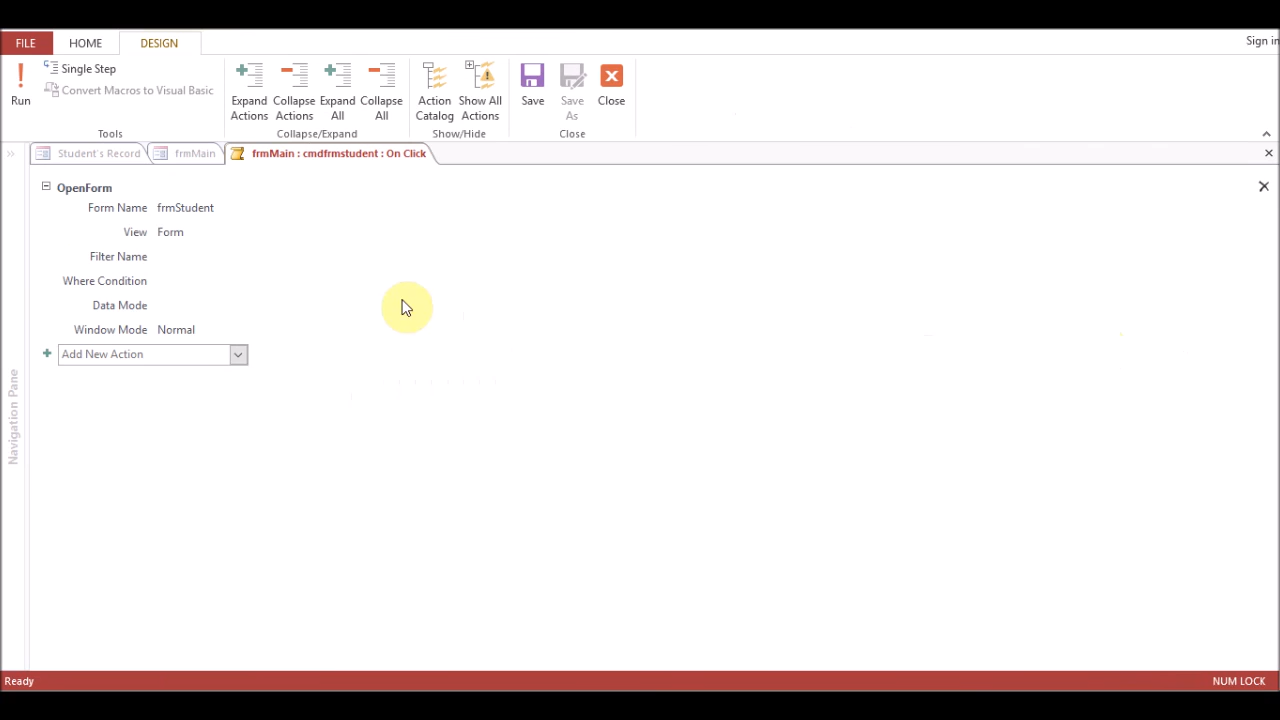 FILE HOME DESIGN Sign in
Run
Single Step
Convert Macros to Visual Basic
Tools
Expand Actions
Collapse Actions
Expand All
Collapse All
Collapse/Expand
Action Catalog
Show All Actions
Show/Hide
Save
Save As
Close
Close
Student's Record frmMain frmMain : cmdfrmstudent : On Click
Navigation Pane
OpenForm
Form Name frmStudent
View Form
Filter Name
Where Condition
Data Mode
Window Mode Normal
Add New Action
Ready NUM LOCK